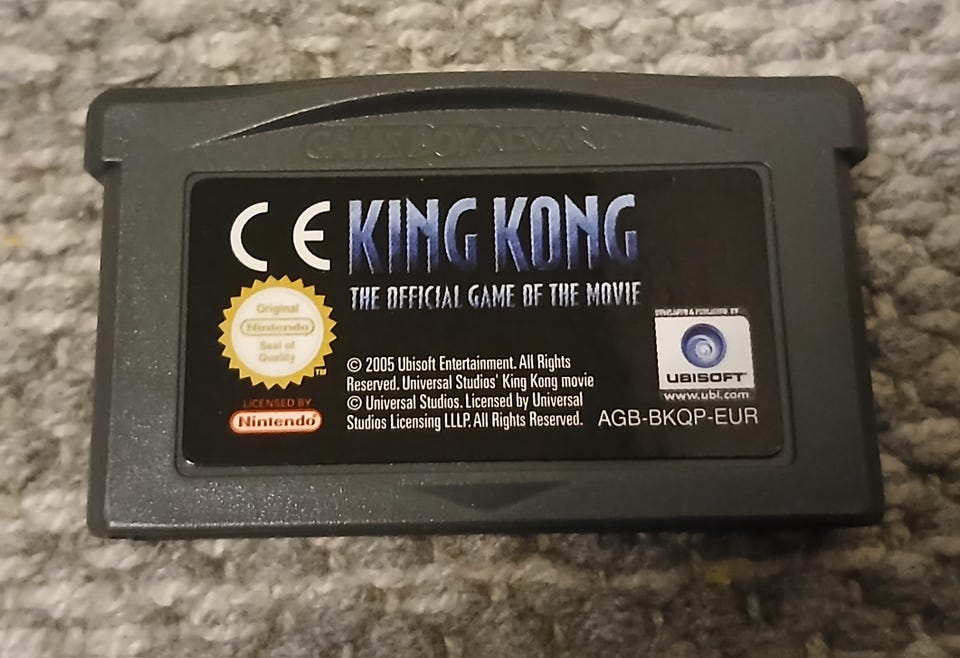 GAME BOY ADVANCE
CE KING KONG
THE OFFICIAL GAME OF THE MOVIE
Original
Nintendo
Seal of
Quality
TM
LICENSED BY
Nintendo
© 2005 Ubisoft Entertainment. All Rights
Reserved. Universal Studios' King Kong movie
© Universal Studios. Licensed by Universal
Studios Licensing LLLP. All Rights Reserved.
DEVELOPED & PUBLISHED BY
UBISOFT
www.ubi.com
AGB-BKQP-EUR